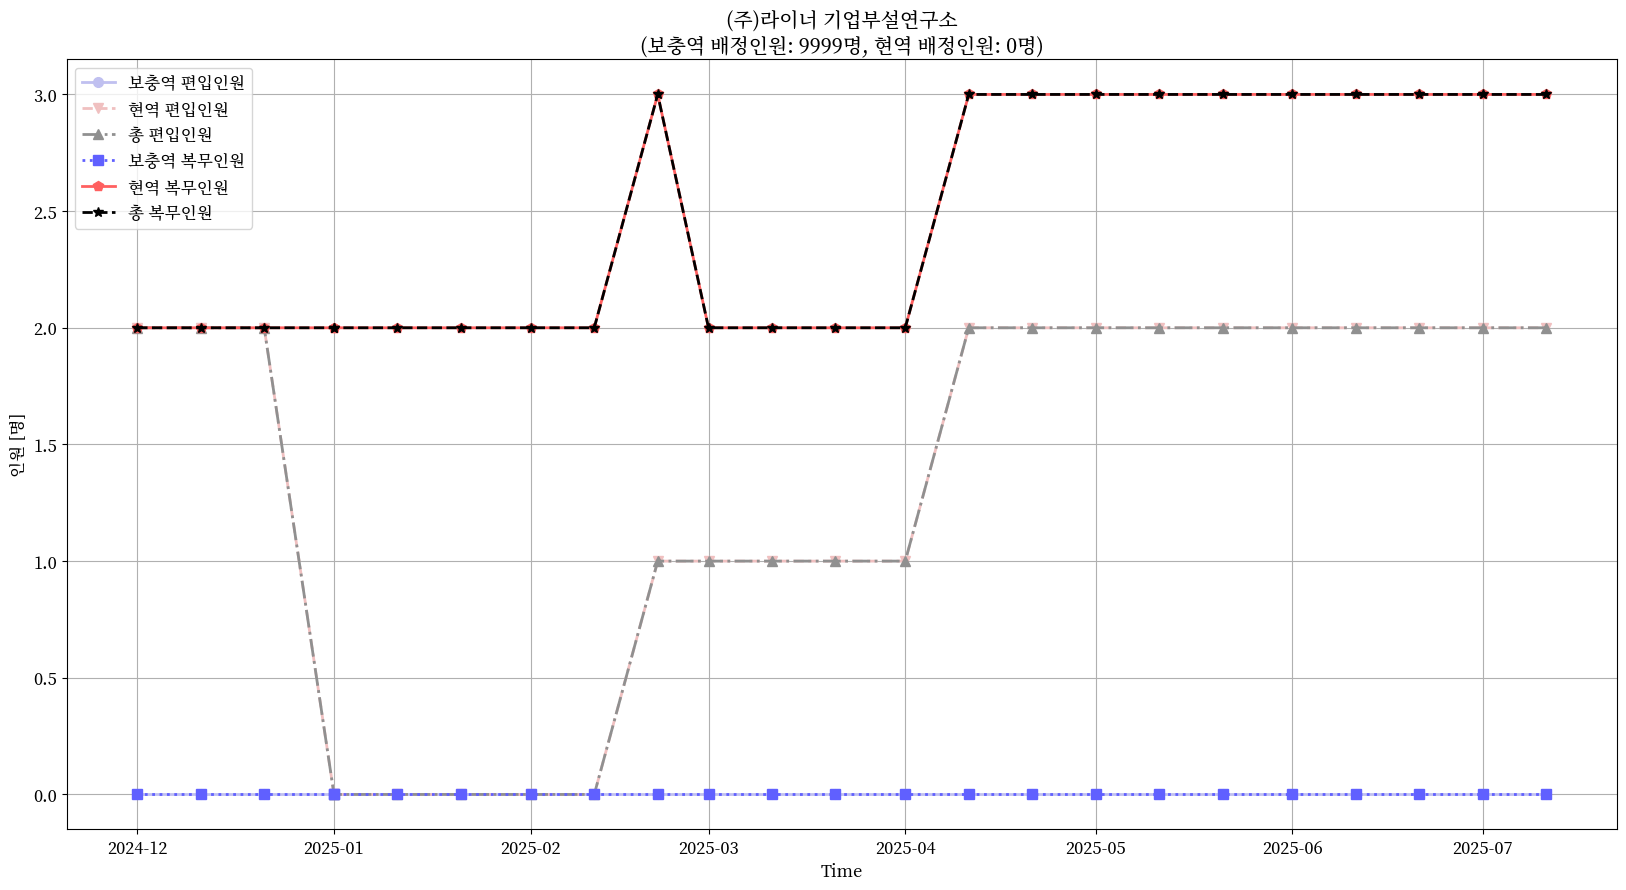 (주)라이너 기업부설연구소
(보충역 배정인원: 9999명, 현역 배정인원: 0명)
보충역 편입인원
현역 편입인원
총 편입인원
보충역 복무인원
현역 복무인원
총 복무인원
3.0
2.5
2.0
1.5
1.0
0.5
0.0
인원 [명]
2024-12
2025-01
2025-02
2025-03
2025-04
2025-05
2025-06
2025-07
Time